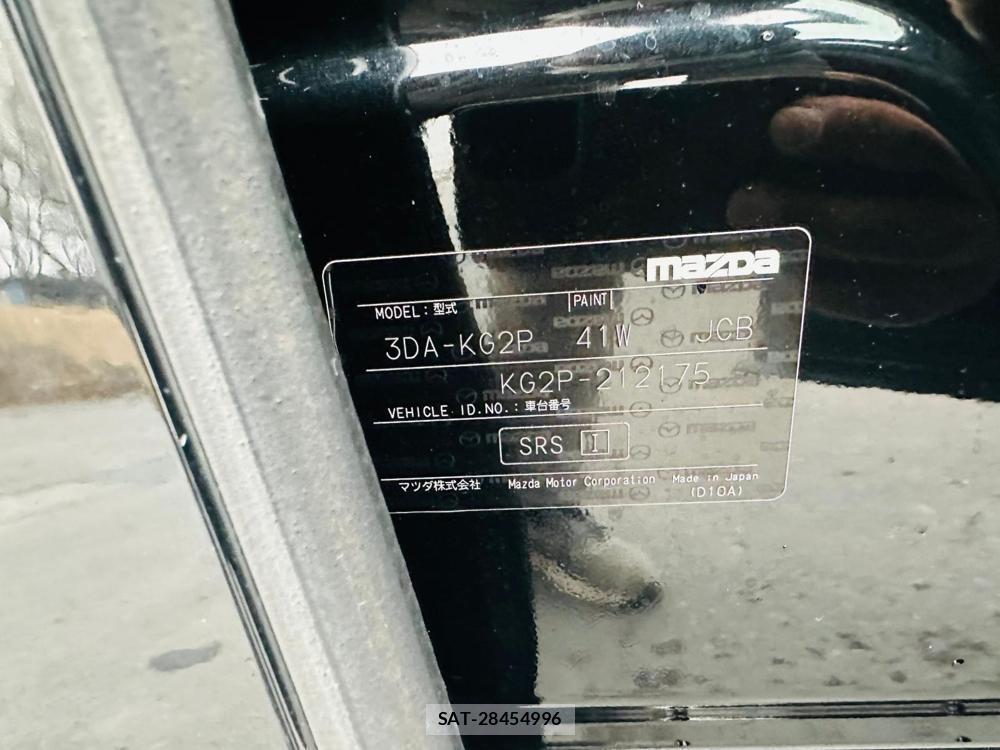 mazda
MODEL:型式 PAINT
3DA-KG2P 41W JCB
KG2P-212175
VEHICLE ID.NO.:車台番号
SRS I
マツダ株式会社 Mazda Motor Corporation Made in Japan
(D10A)
SAT-28454996